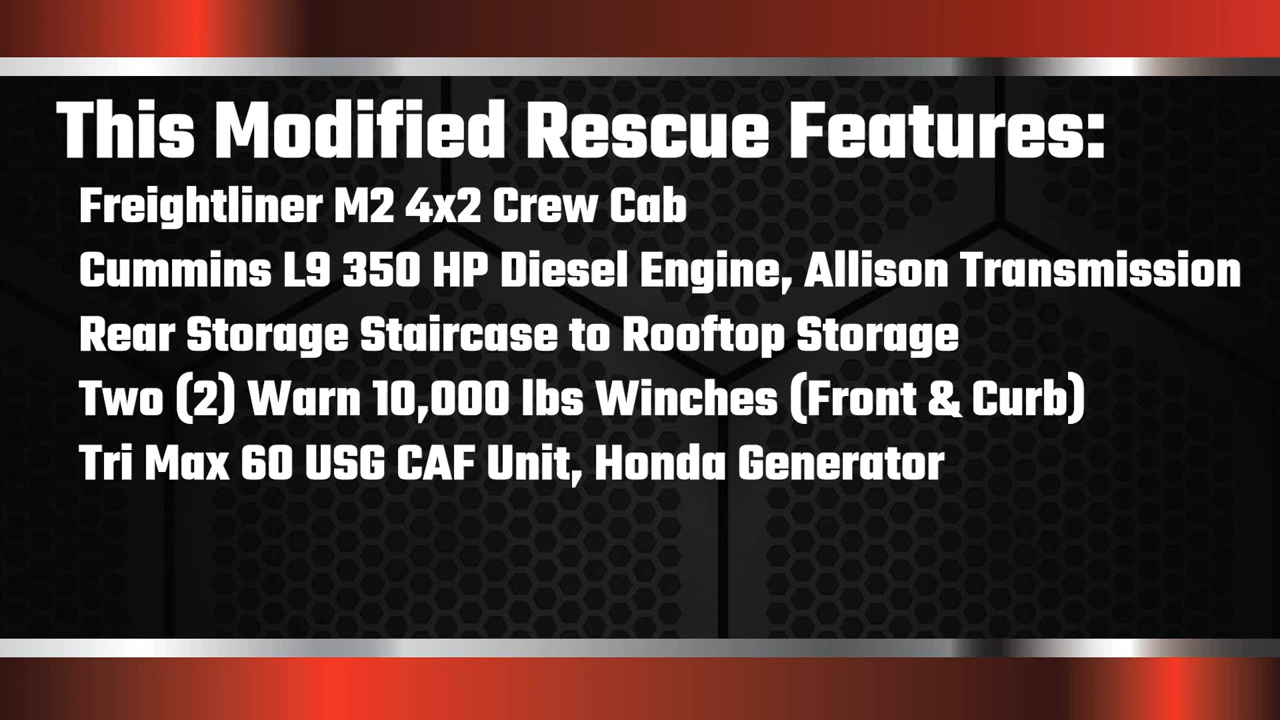 This Modified Rescue Features:
Freightliner M2 4x2 Crew Cab
Cummins L9 350 HP Diesel Engine, Allison Transmission
Rear Storage Staircase to Rooftop Storage
Two (2) Warn 10,000 lbs Winches (Front & Curb)
Tri Max 60 USG CAF Unit, Honda Generator